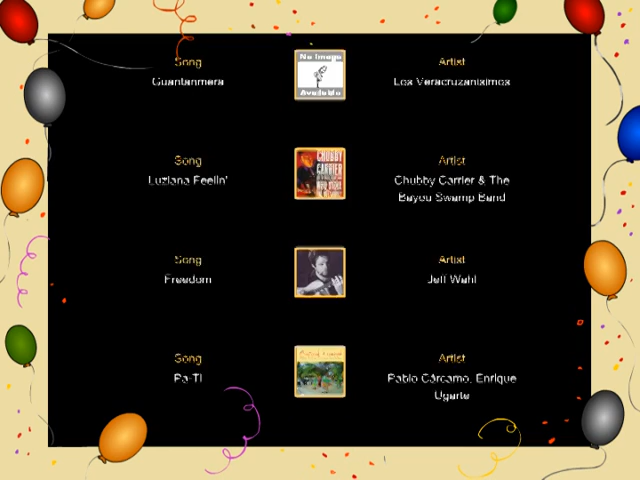 Song
Artist
Guantanmera
Los Veracruzanisimos
No Image
Available
Song
Artist
Luziana Feelin'
Chubby Carrier & The
Bayou Swamp Band
CHUBBY
CARRIER
Song
Artist
Freedom
Jeff Wahl
Song
Artist
Pa-Ti
Pablo Cárcamo, Enrique
Ugarte